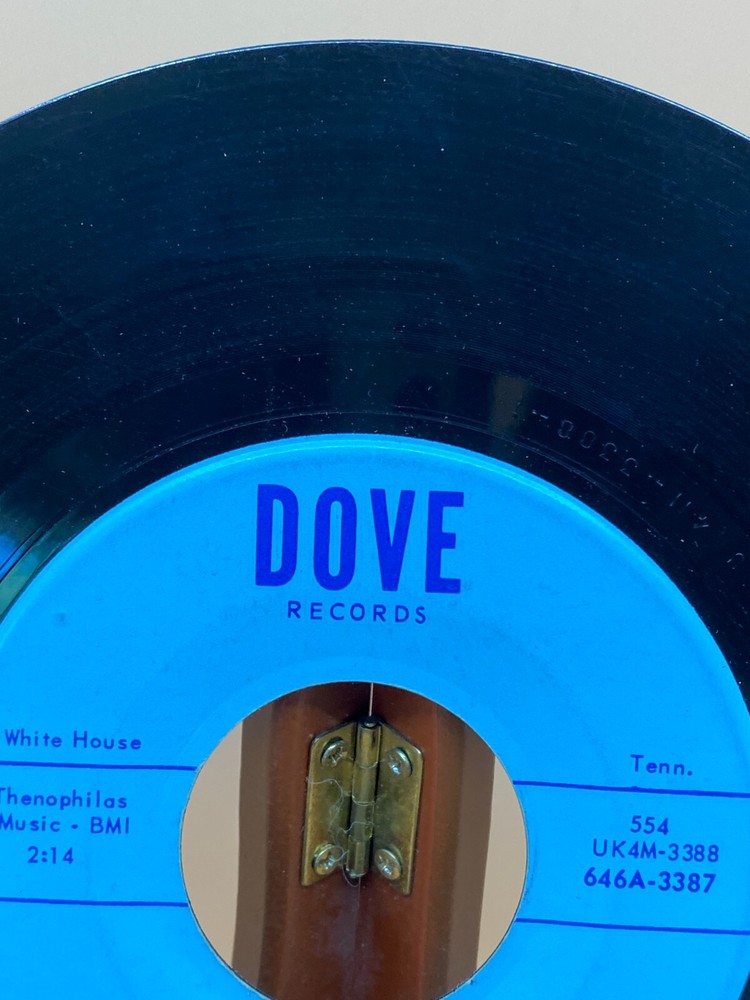 DOVE
RECORDS
White House
Tenn.
Thenophilas
Music - BMI
2:14
554
UK4M-3388
646A-3387